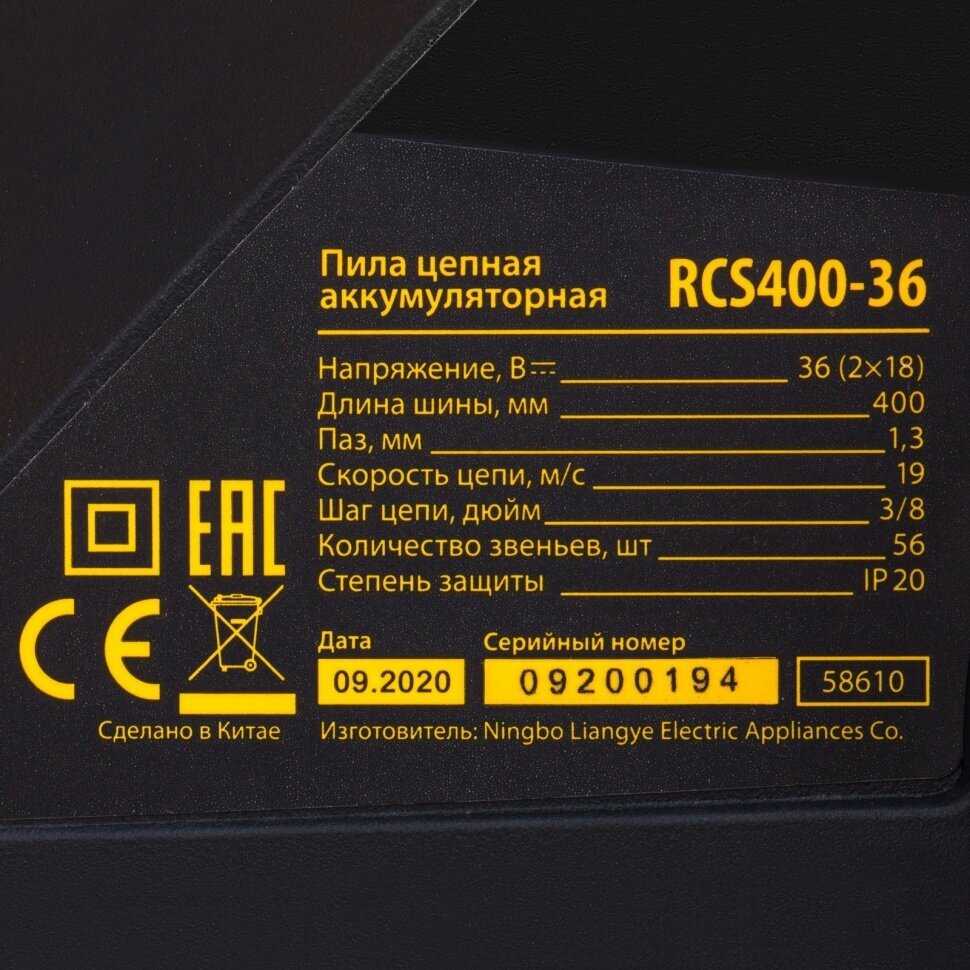 Пила цепная
аккумуляторная
RCS400-36
Напряжение, В 36 (2×18)
Длина шины, мм 400
Паз, мм 1,3
Скорость цепи, м/с 19
Шаг цепи, дюйм 3/8
Количество звеньев, шт 56
Степень защиты IP20
EAC
CE
Дата
Серийный номер
09.2020
09200194
58610
Сделано в Китае
Изготовитель: Ningbo Liangye Electric Appliances Co.